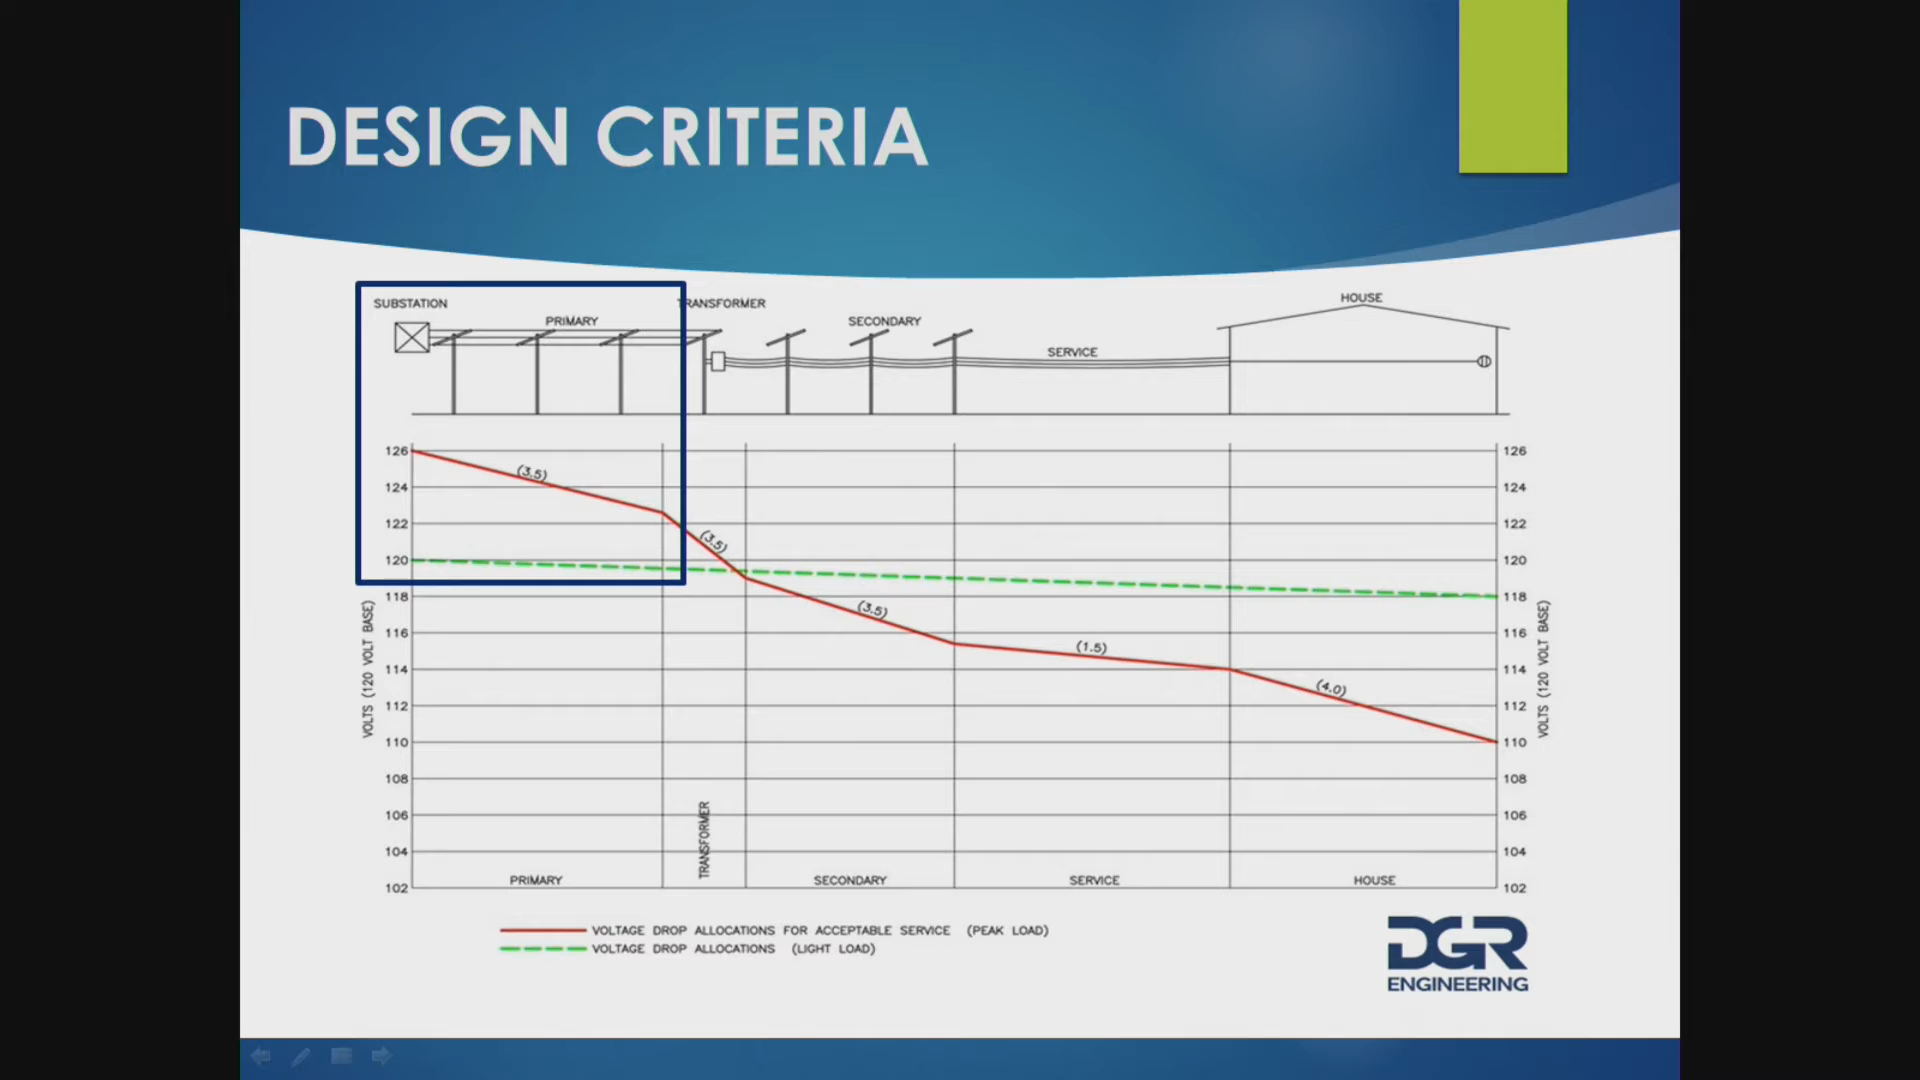 DESIGN CRITERIA
SUBSTATION
TRANSFORMER
HOUSE
PRIMARY
SECONDARY
SERVICE
126
124
122
120
118
116
114
112
110
108
106
104
102
VOLTS (120 VOLT BASE)
(3.5)
(3.5)
(3.5)
(1.5)
(4.0)
126
124
122
120
118
116
114
112
110
108
106
104
102
VOLTS (120 VOLT BASE)
PRIMARY
TRANSFORMER
SECONDARY
SERVICE
HOUSE
VOLTAGE DROP ALLOCATIONS FOR ACCEPTABLE SERVICE (PEAK LOAD)
VOLTAGE DROP ALLOCATIONS (LIGHT LOAD)
DGR
ENGINEERING